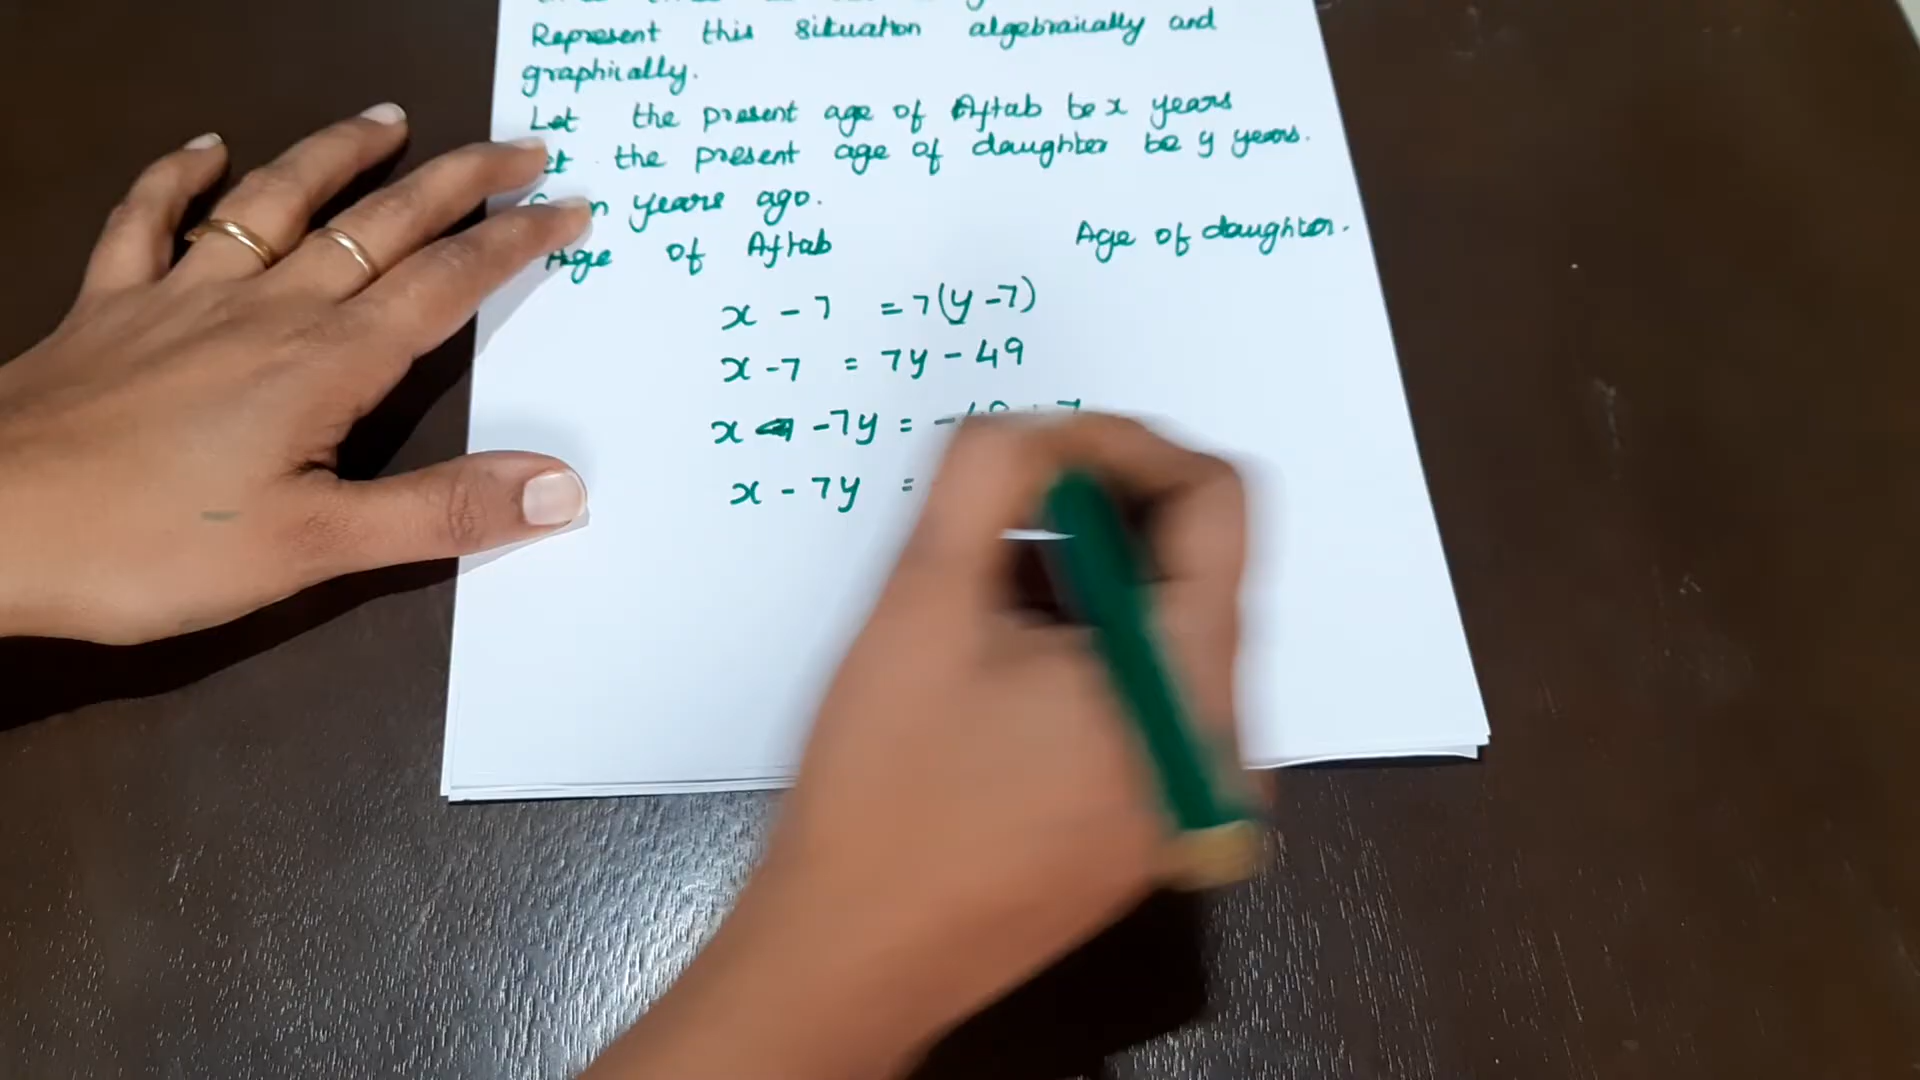 Represent this situation algebraically and
graphically.
Let the present age of Aftab be x years
the present age of daughter be y years.
years ago.
Age of Aftab Age of daughter.
x - 7 = 7(y - 7)
x - 7 = 7y - 49
x - 7y = -
x - 7y =